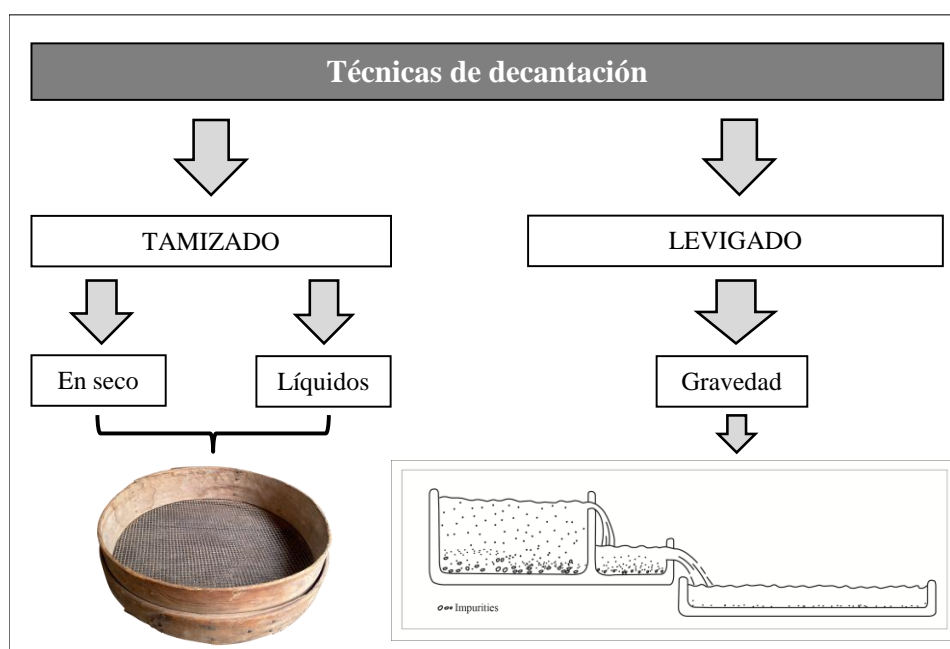 Técnicas de decantación
TAMIZADO
LEVIGADO
En seco
Líquidos
Gravedad
Impurities